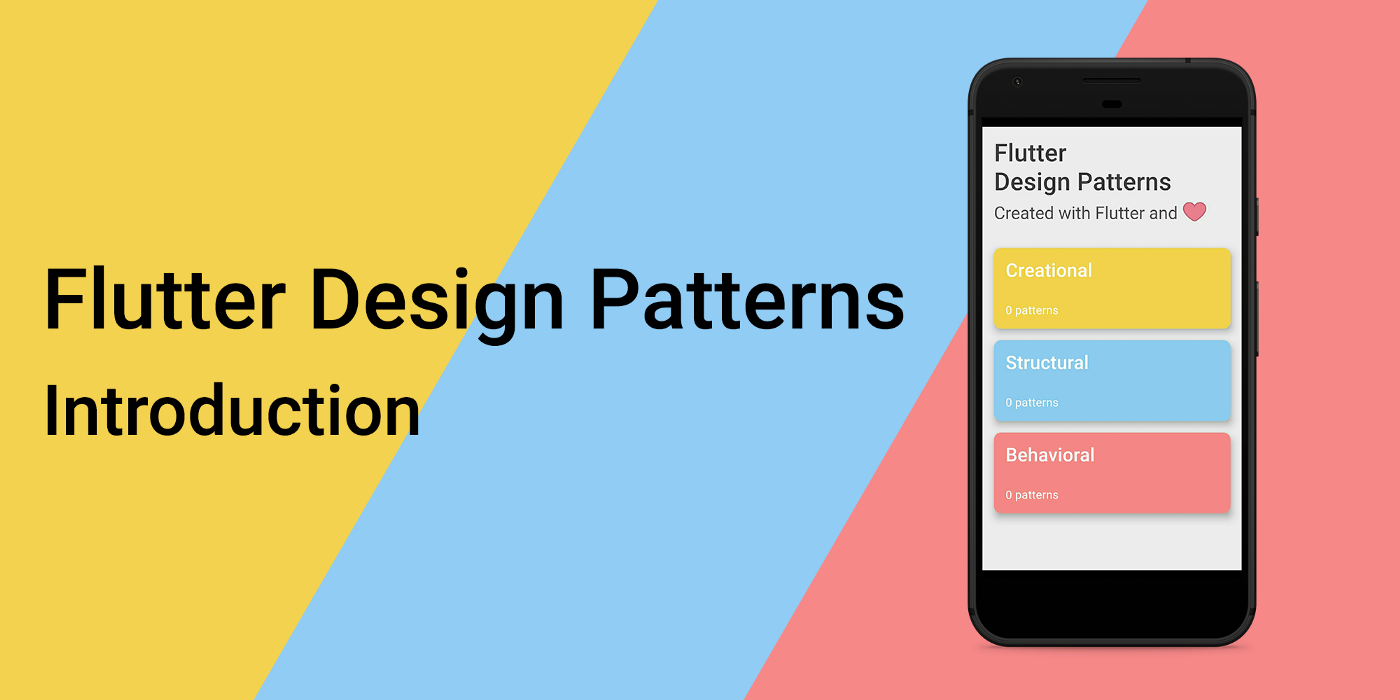 Flutter Design Patterns
Introduction
Flutter
Design Patterns
Created with Flutter and
Creational
0 patterns
Structural
0 patterns
Behavioral
0 patterns